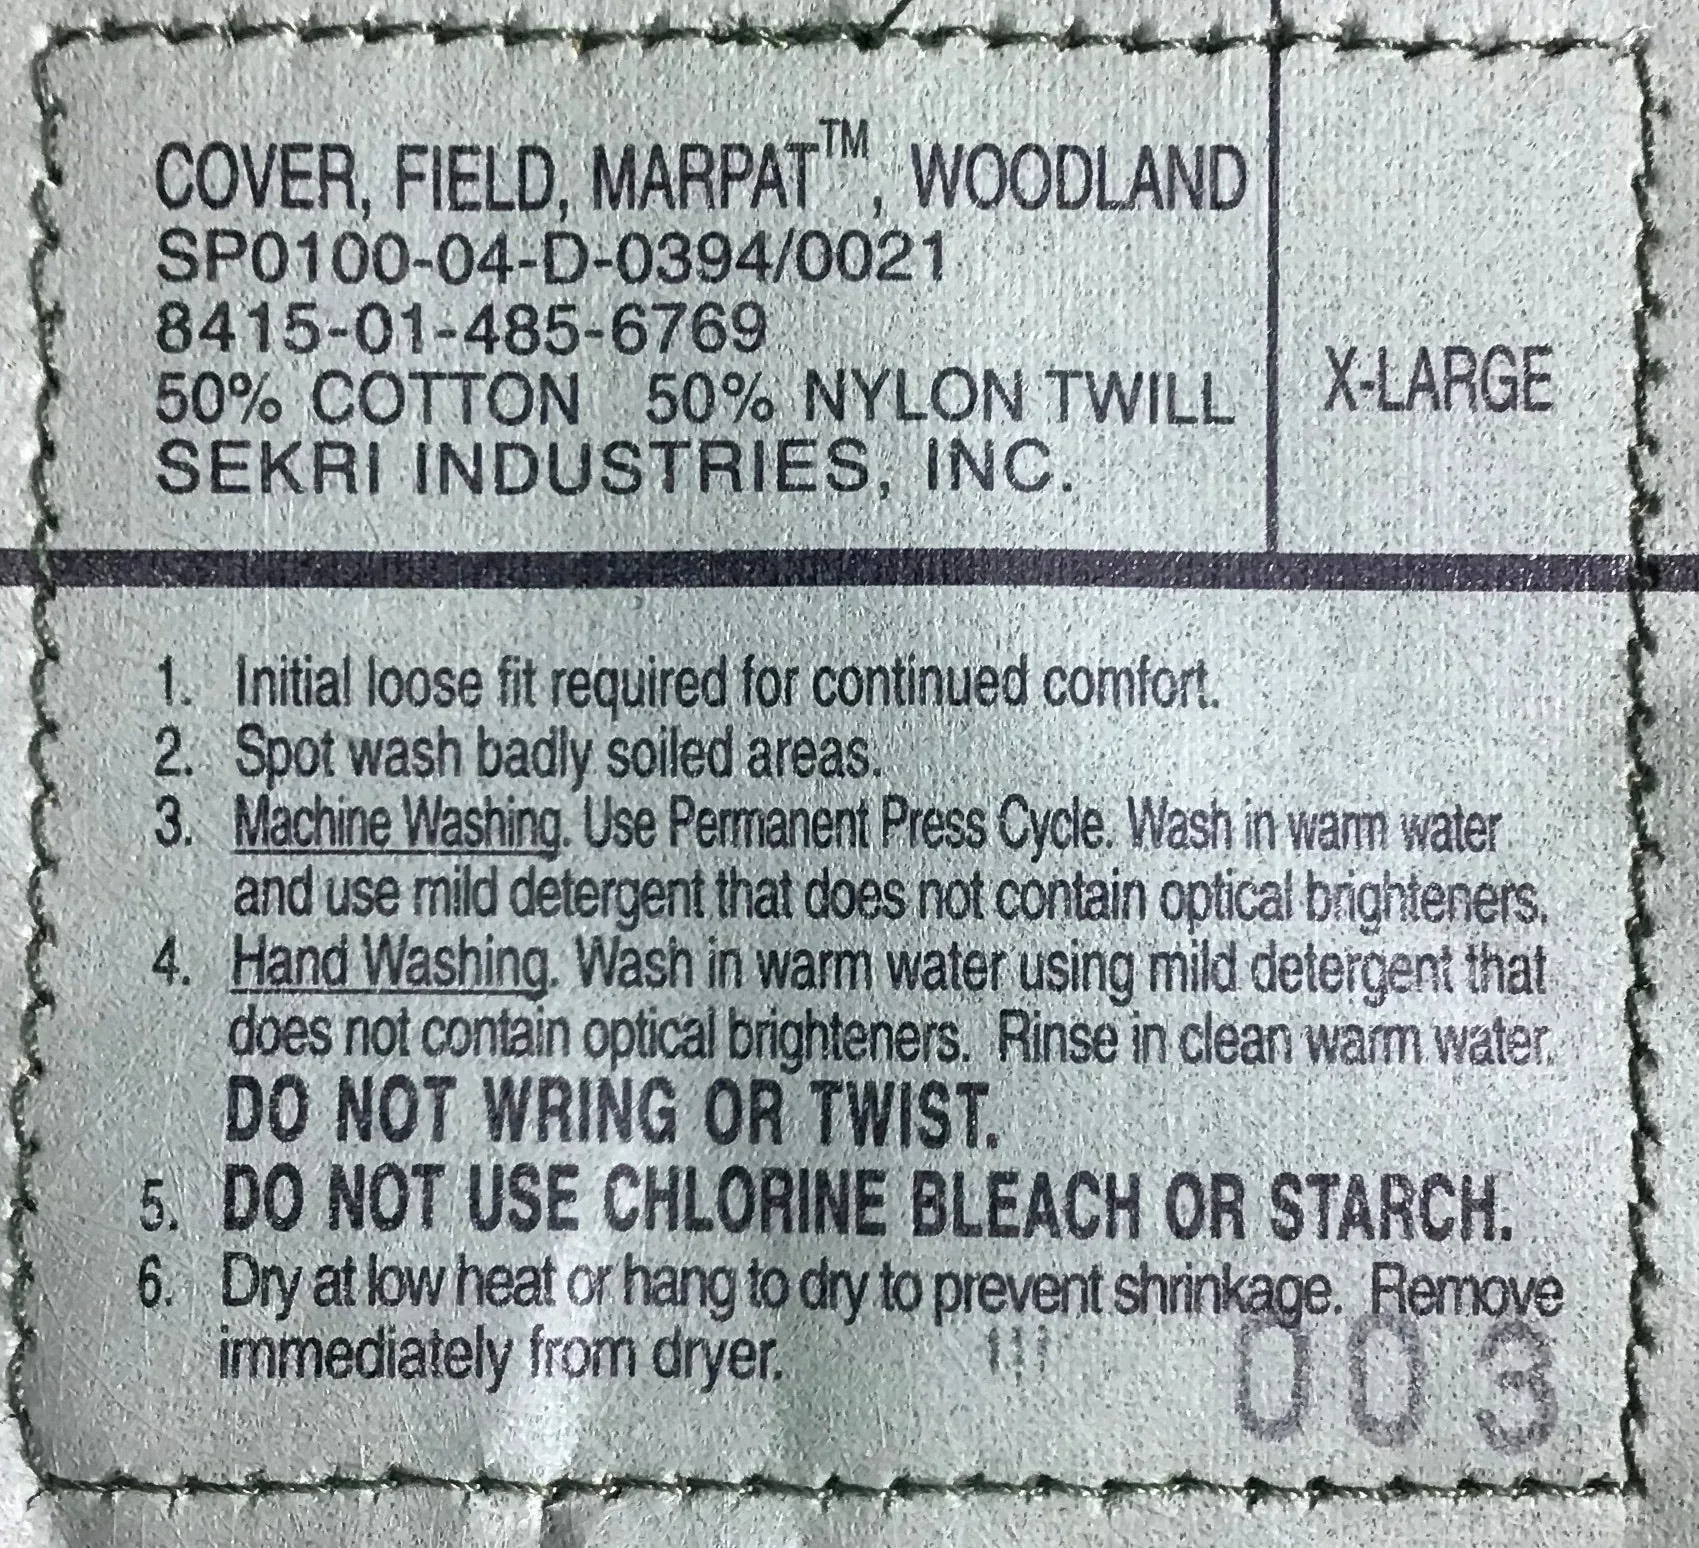 COVER, FIELD, MARPAT™, WOODLAND
SP0100-04-D-0394/0021
8415-01-485-6769
50% COTTON 50% NYLON TWILL
SEKRI INDUSTRIES, INC.
X-LARGE
1. Initial loose fit required for continued comfort.
2. Spot wash badly soiled areas.
3. Machine Washing. Use Permanent Press Cycle. Wash in warm water
and use mild detergent that does not contain optical brighteners.
4. Hand Washing. Wash in warm water using mild detergent that
does not contain optical brighteners. Rinse in clean warm water.
DO NOT WRING OR TWIST.
5. DO NOT USE CHLORINE BLEACH OR STARCH.
6. Dry at low heat or hang to dry to prevent shrinkage. Remove
immediately from dryer.
003